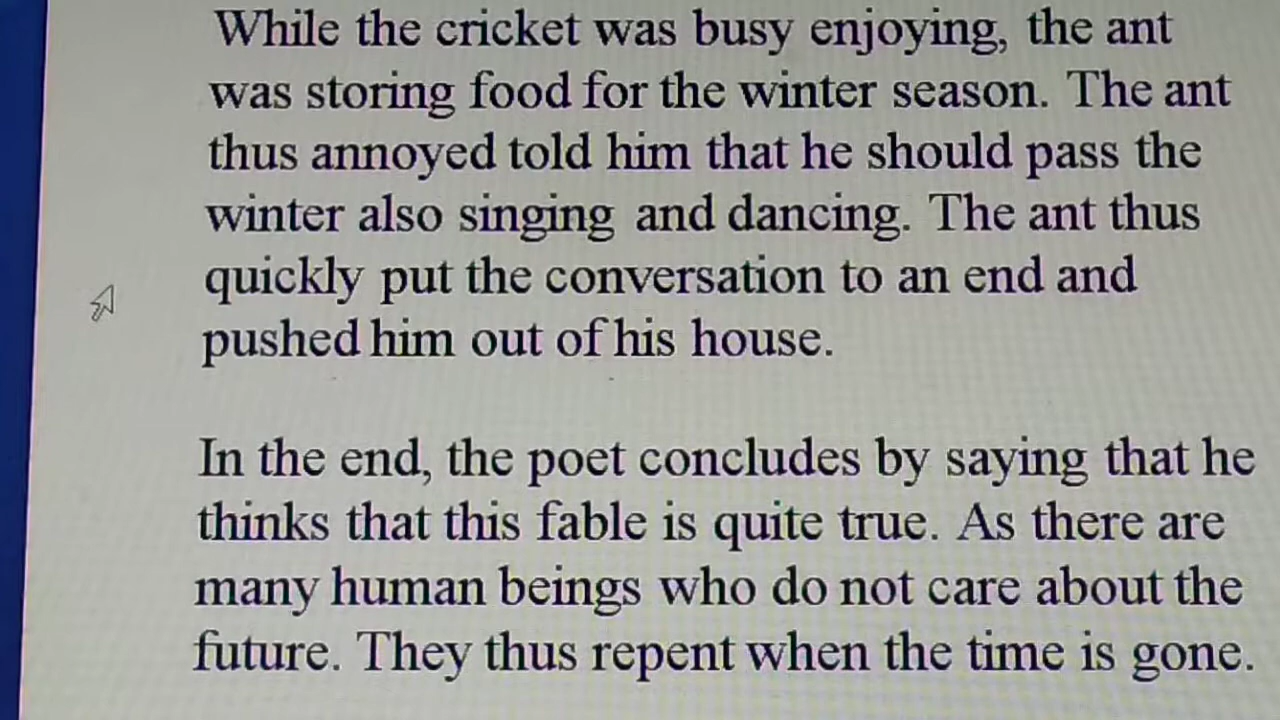 While the cricket was busy enjoying, the ant
was storing food for the winter season. The ant
thus annoyed told him that he should pass the
winter also singing and dancing. The ant thus
quickly put the conversation to an end and
pushed him out of his house.
In the end, the poet concludes by saying that he
thinks that this fable is quite true. As there are
many human beings who do not care about the
future. They thus repent when the time is gone.